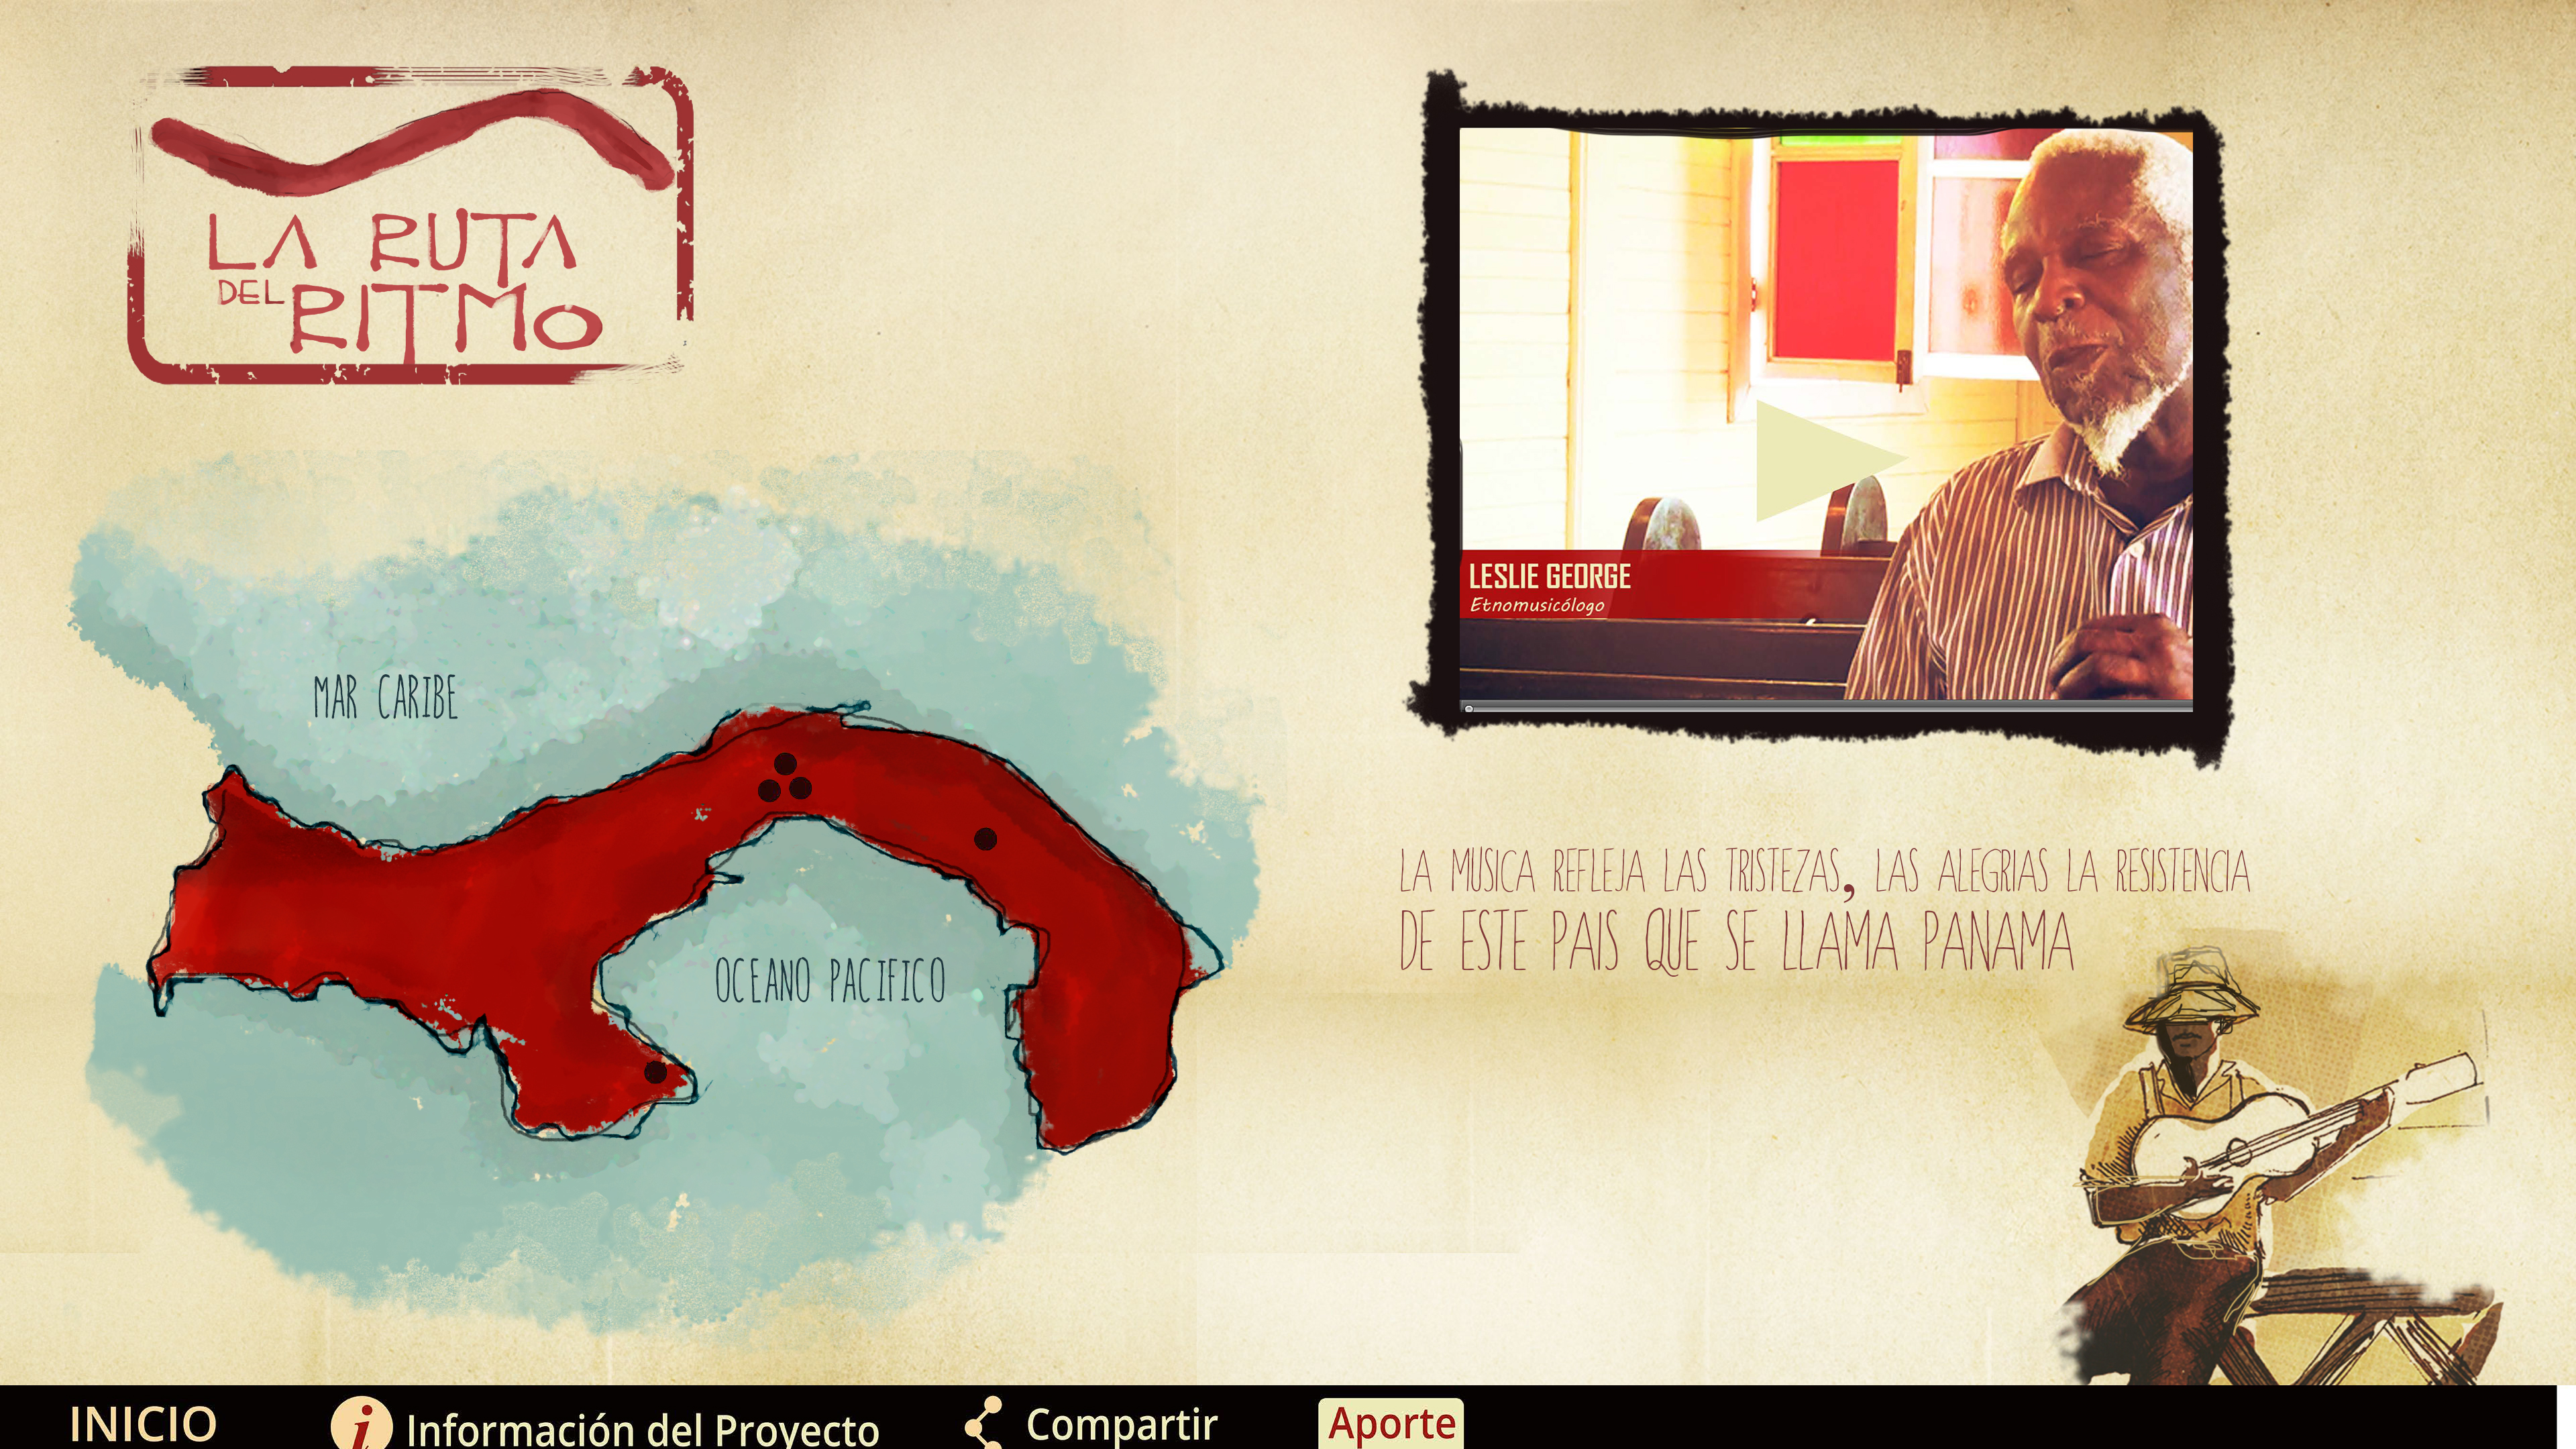 LA RUTA
DEL RITMO
MAR CARIBE
OCEANO PACIFICO
LESLIE GEORGE
Etnomusicólogo
LA MUSICA REFLEJA LAS TRISTEZAS, LAS ALEGRIAS LA RESISTENCIA
DE ESTE PAIS QUE SE LLAMA PANAMA
INICIO
i Información del Proyecto
Compartir
Aporte